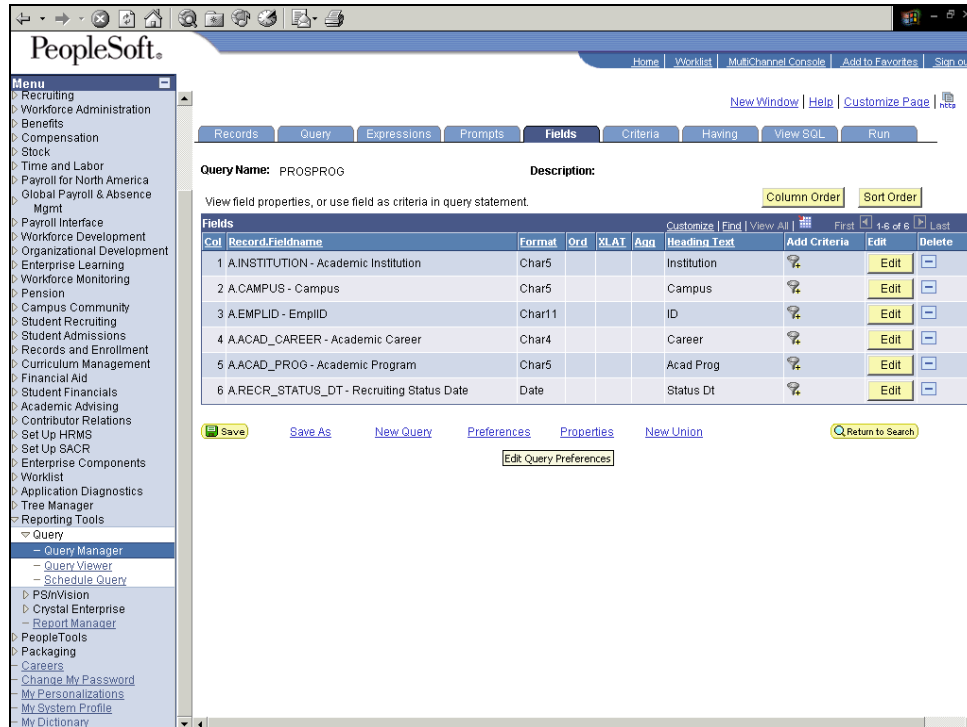 PeopleSoft®
Home Worklist MultiChannel Console Add to Favorites Sign ou
New Window Help Customize Page http
Menu
Recruiting
Workforce Administration
Benefits
Compensation
Stock
Time and Labor
Payroll for North America
Global Payroll & Absence
Mgmt
Payroll Interface
Workforce Development
Organizational Development
Enterprise Learning
Workforce Monitoring
Pension
Campus Community
Student Recruiting
Student Admissions
Records and Enrollment
Curriculum Management
Financial Aid
Student Financials
Academic Advising
Contributor Relations
Set Up HRMS
Set Up SACR
Enterprise Components
Worklist
Application Diagnostics
Tree Manager
Reporting Tools
Query
Query Manager
Query Viewer
Schedule Query
PS/nVision
Crystal Enterprise
Report Manager
PeopleTools
Packaging
Careers
Change My Password
My Personalizations
My System Profile
My Dictionary
Records Query Expressions Prompts Fields Criteria Having View SQL Run
Query Name: PROSPROG Description:
View field properties, or use field as criteria in query statement. Column Order Sort Order
Fields Customize | Find | View All | First 1-6 of 6 Last
Col Record.Fieldname Format Ord XLAT Agg Heading Text Add Criteria Edit Delete
1 A.INSTITUTION - Academic Institution Char5 Institution Edit
2 A.CAMPUS - Campus Char5 Campus Edit
3 A.EMPLID - EmplID Char11 ID Edit
4 A.ACAD_CAREER - Academic Career Char4 Career Edit
5 A.ACAD_PROG - Academic Program Char5 Acad Prog Edit
6 A.RECR_STATUS_DT - Recruiting Status Date Date Status Dt Edit
Save Save As New Query Preferences Properties New Union Return to Search
Edit Query Preferences